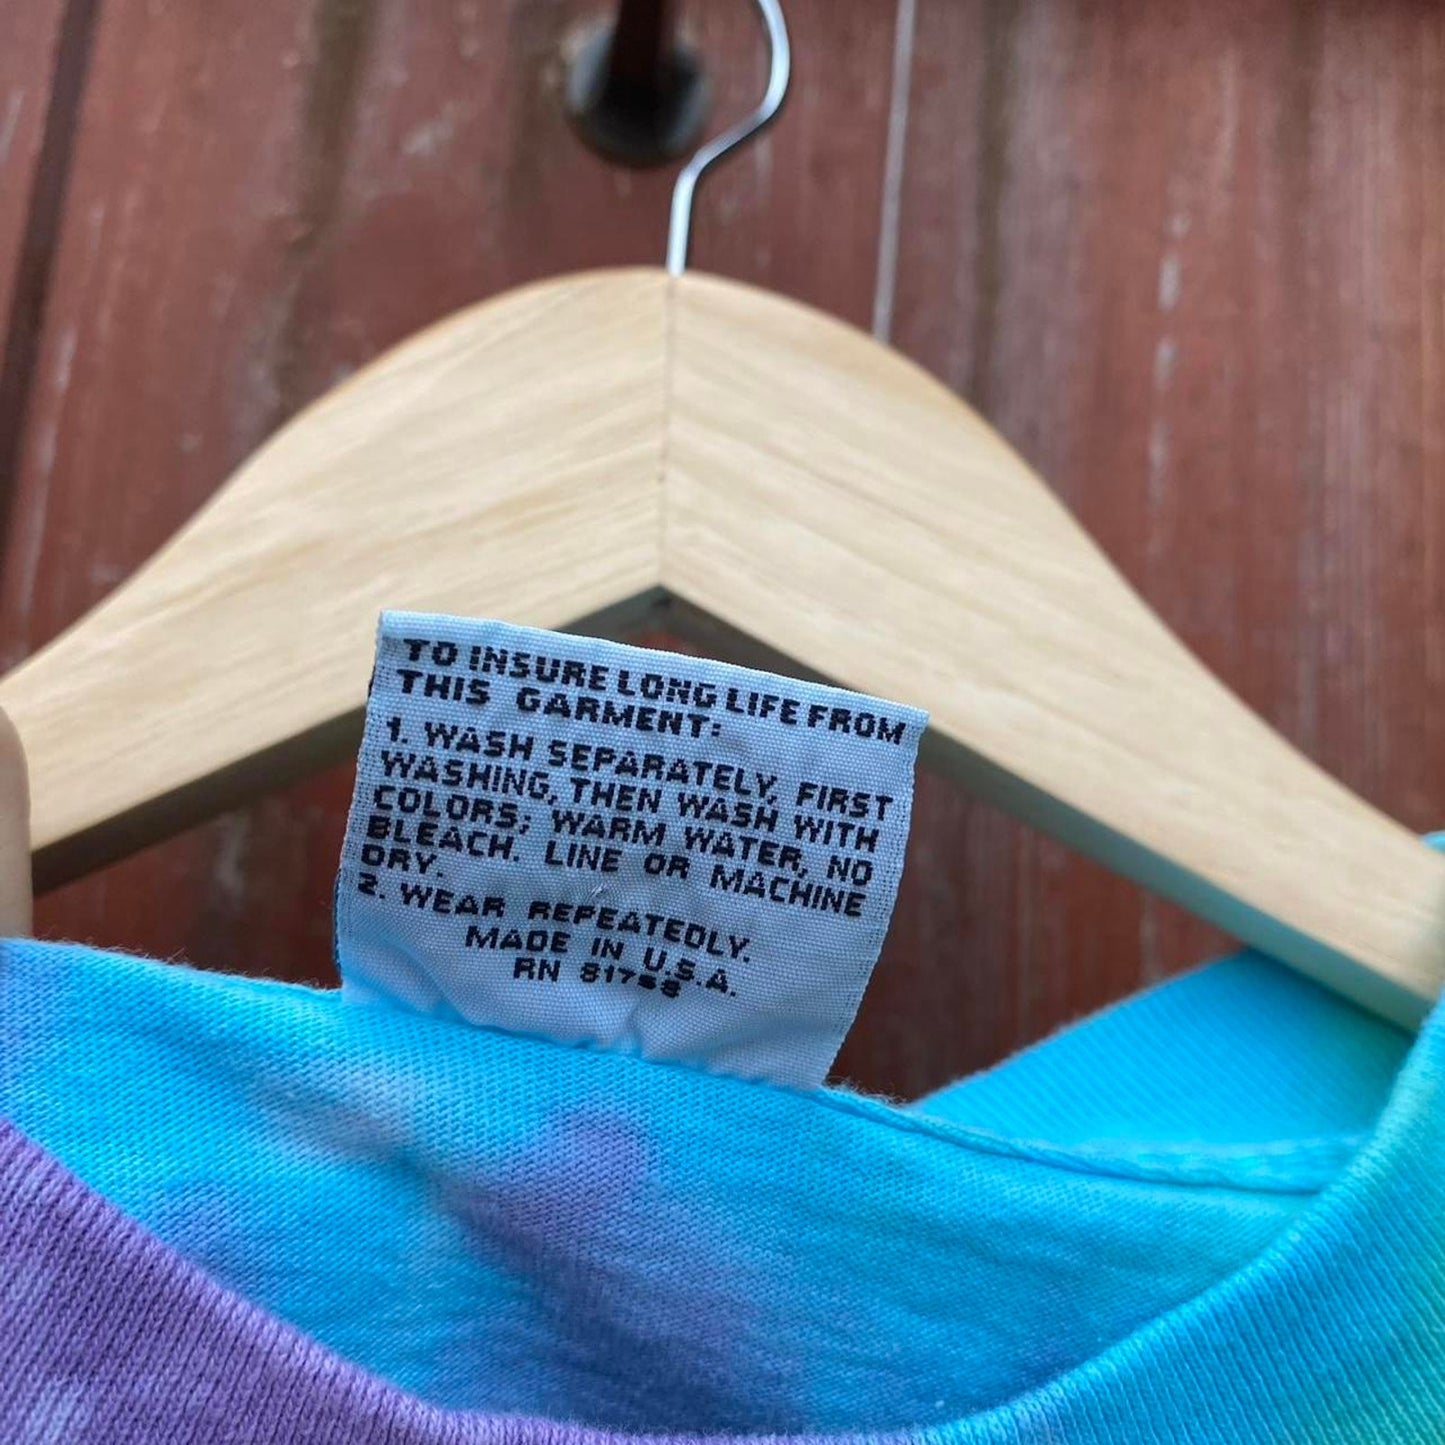 TO INSURE LONG LIFE FROM
THIS GARMENT:
1. WASH SEPARATELY, FIRST
WASHING, THEN WASH WITH
COLORS; WARM WATER, NO
BLEACH. LINE OR MACHINE
DRY.
2. WEAR REPEATEDLY.
MADE IN U.S.A.
RN